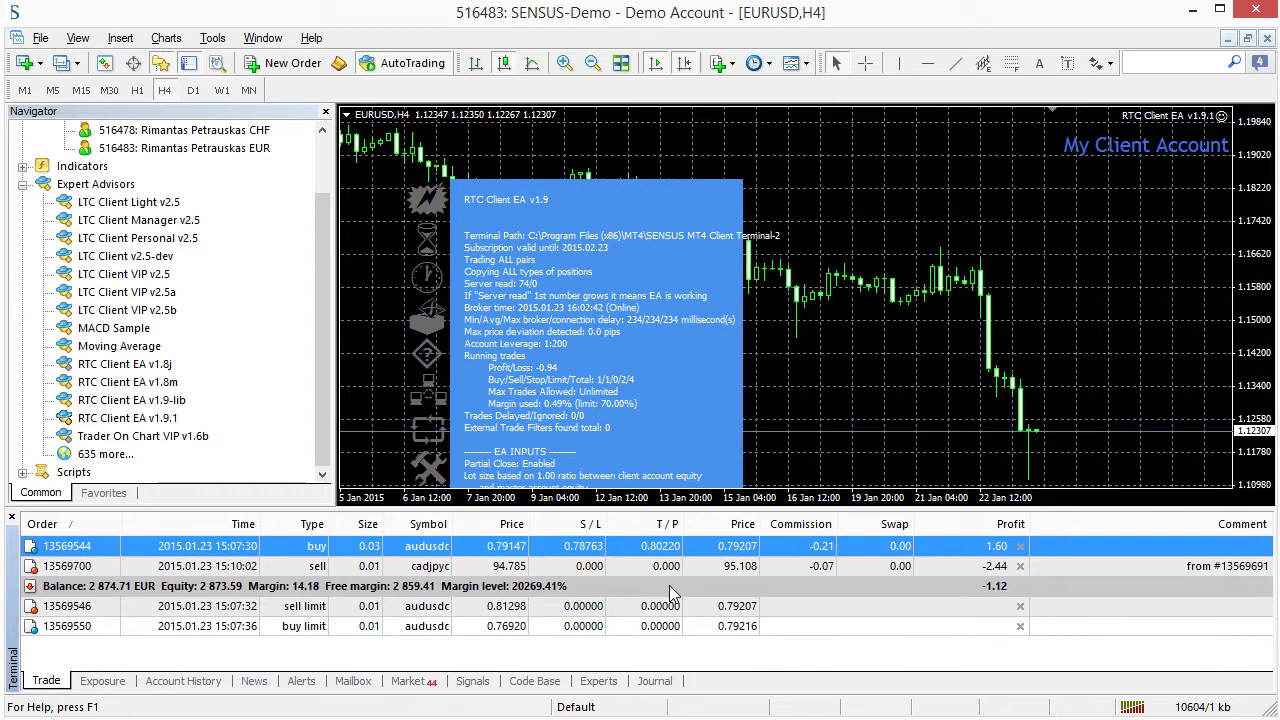 516483: SENSUS-Demo - Demo Account - [EURUSD,H4]
File View Insert Charts Tools Window Help
New Order AutoTrading 4
M1 M5 M15 M30 H1 H4 D1 W1 MN
Navigator
516478: Rimantas Petrauskas CHF
516483: Rimantas Petrauskas EUR
Indicators
Expert Advisors
LTC Client Light v2.5
LTC Client Manager v2.5
LTC Client Personal v2.5
LTC Client v2.5-dev
LTC Client VIP v2.5
LTC Client VIP v2.5b
MACD Sample
Moving Average
RTC Client EA v1.8j
RTC Client EA v1.8m
RTC Client EA v1.9-lib
RTC Client EA v1.9.1
Trader On Chart VIP v1.6b
635 more...
Scripts
Common Favorites
EURUSD,H4 1.12347 1.12350 1.12267 1.12307
RTC Client EA v1.9.1
My Client Account
RTC Client EA v1.9
Terminal Path: C:\Program Files (x86)\MT4\SENSUS MT4 Client Terminal-2
Subscription valid until: 2015.02.23
Trading ALL pairs
Copying ALL types of positions
Server read: 74/0
If "Server read" 1st number grows it means EA is working
Broker time: 2015.01.23 16:02:42 (Online)
Min/Avg/Max broker/connection delay: 234/234/234 millisecond(s)
Max price deviation detected: 0.0 pips
Account Leverage: 1:200
Running trades
Profit/Loss: -0.94
Buy/Sell/Stop/Limit/Total: 1/1/0/2/4
Max Trades Allowed: Unlimited
Margin used: 0.49% (limit: 70.00%)
Trades Delayed/Ignored: 0/0
External Trade Filters found total: 0
--------- EA INPUTS ---------
Partial Close: Enabled
Lot size based on 1.00 ratio between client account equity
1.19840
1.19020
1.18220
1.17420
1.16600
1.15800
1.15000
1.14200
1.13400
1.12580
1.12307
1.11780
1.10980
5 Jan 2015 6 Jan 12:00 7 Jan 20:00 9 Jan 04:00 12 Jan 12:00 13 Jan 20:00 15 Jan 04:00 16 Jan 12:00 19 Jan 20:00 21 Jan 04:00 22 Jan 12:00
Order / Time Type Size Symbol Price S / L T / P Price Commission Swap Profit Comment
13569544 2015.01.23 15:07:30 buy 0.03 audusdc 0.79147 0.78763 0.80220 0.79207 -0.21 0.00 1.60
13569700 2015.01.23 15:10:02 sell 0.01 cadjpyc 94.785 0.000 0.000 95.108 -0.07 0.00 -2.44 from #13569691
Balance: 2 874.71 EUR Equity: 2 873.59 Margin: 14.18 Free margin: 2 859.41 Margin level: 20269.41% -1.12
13569546 2015.01.23 15:07:32 sell limit 0.01 audusdc 0.81298 0.00000 0.00000 0.79207
13569550 2015.01.23 15:07:36 buy limit 0.01 audusdc 0.76920 0.00000 0.00000 0.79216
Terminal
Trade Exposure Account History News Alerts Mailbox Market 44 Signals Code Base Experts Journal
For Help, press F1 Default 10604/1 kb